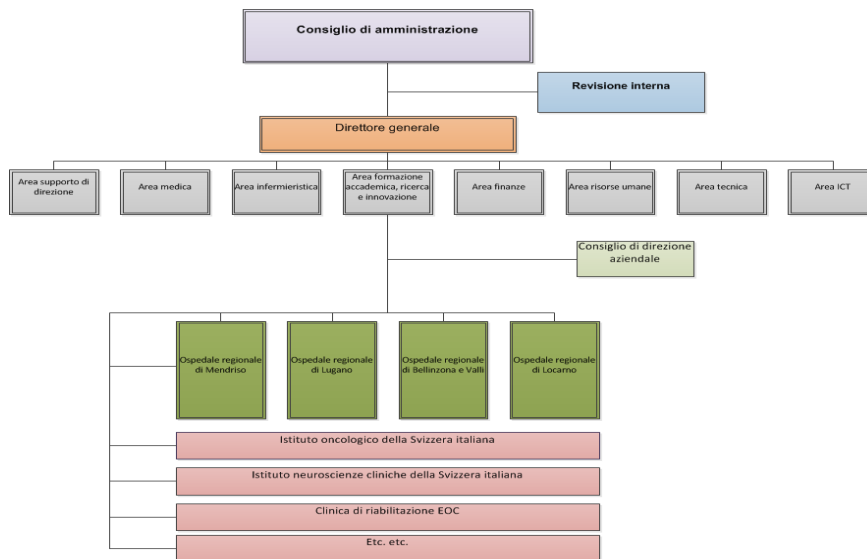 Consiglio di amministrazione
Revisione interna
Direttore generale
Area supporto di
direzione
Area medica
Area infermieristica
Area formazione
accademica, ricerca
e innovazione
Area finanze
Area risorse umane
Area tecnica
Area ICT
Consiglio di direzione
aziendale
Ospedale regionale
di Mendriso
Ospedale regionale
di Lugano
Ospedale regionale
di Bellinzona e Valli
Ospedale regionale
di Locarno
Istituto oncologico della Svizzera italiana
Istituto neuroscienze cliniche della Svizzera italiana
Clinica di riabilitazione EOC
Etc. etc.